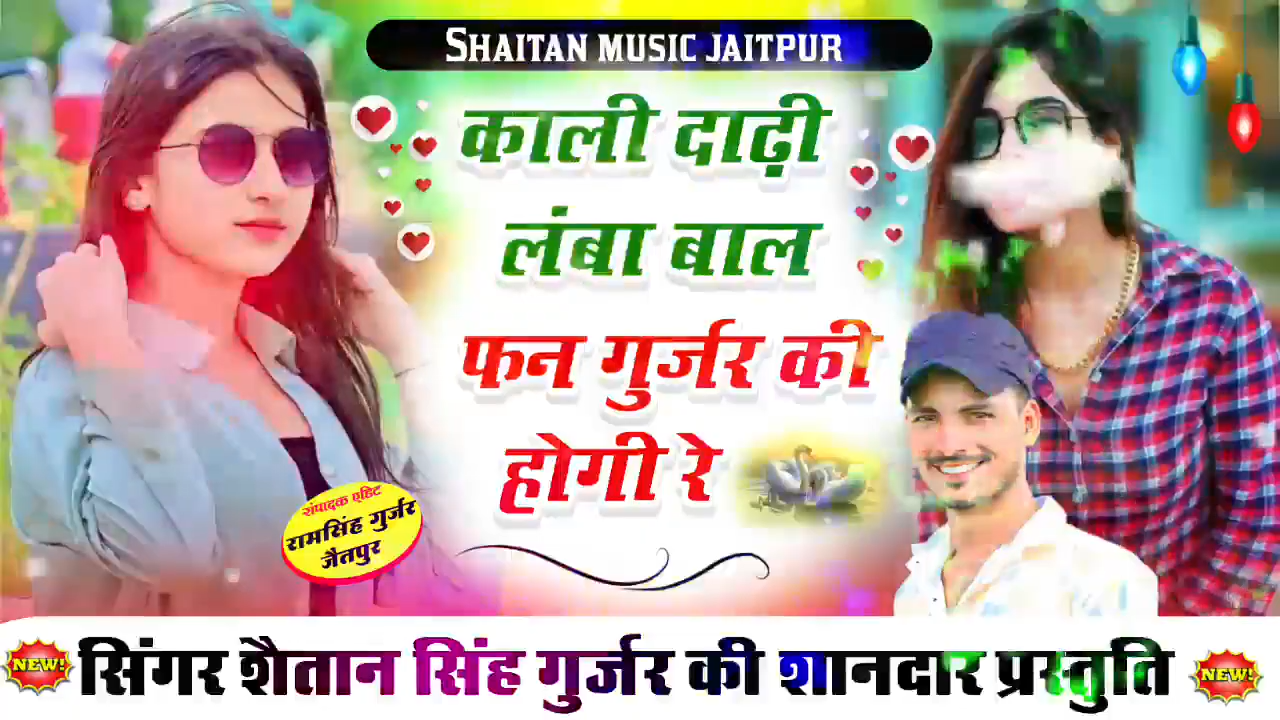 SHAITAN MUSIC JAITPUR
काली दाढ़ी
लंबा बाल
फन गुर्जर की
होगी रे
संपादक एडिट
रामसिंह गुर्जर
जैतपुर
NEW! सिंगर शैतान सिंह गुर्जर की शानदार प्रस्तुति NEW!